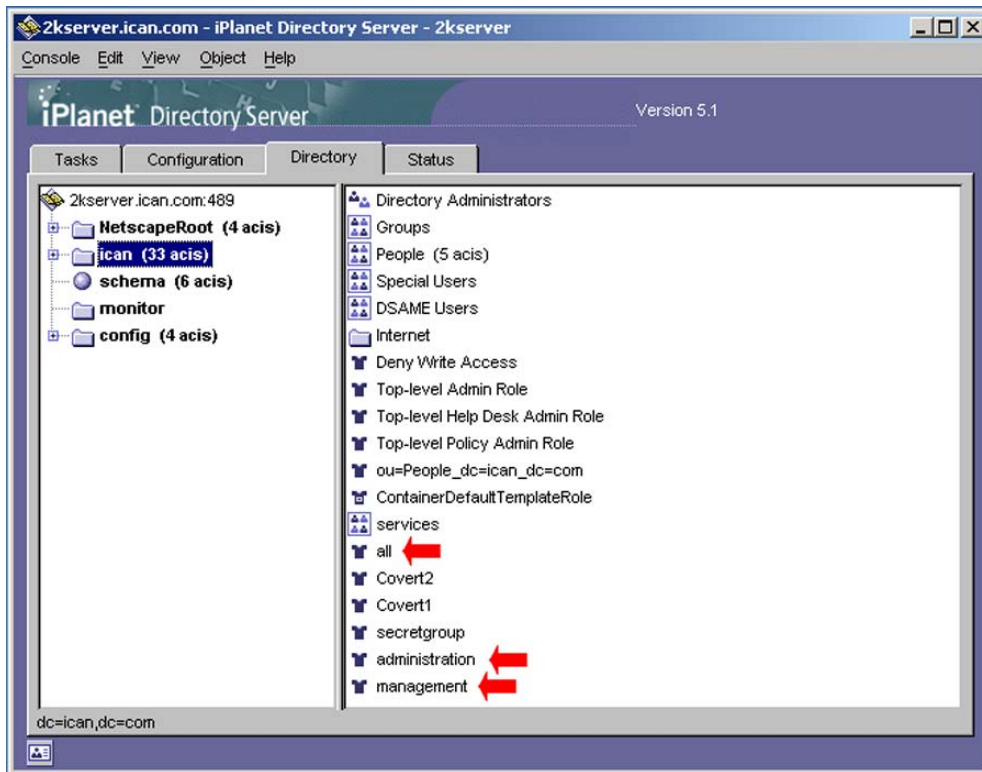 2kserver.ican.com - iPlanet Directory Server - 2kserver
Console Edit View Object Help
iPlanet Directory Server
Version 5.1
Tasks Configuration Directory Status
2kserver.ican.com:489
NetscapeRoot (4 acis)
ican (33 acis)
schema (6 acis)
monitor
config (4 acis)
Directory Administrators
Groups
People (5 acis)
Special Users
DSAME Users
Internet
Deny Write Access
Top-level Admin Role
Top-level Help Desk Admin Role
Top-level Policy Admin Role
ou=People_dc=ican_dc=com
ContainerDefaultTemplateRole
services
all
Covert2
Covert1
secretgroup
administration
management
dc=ican,dc=com